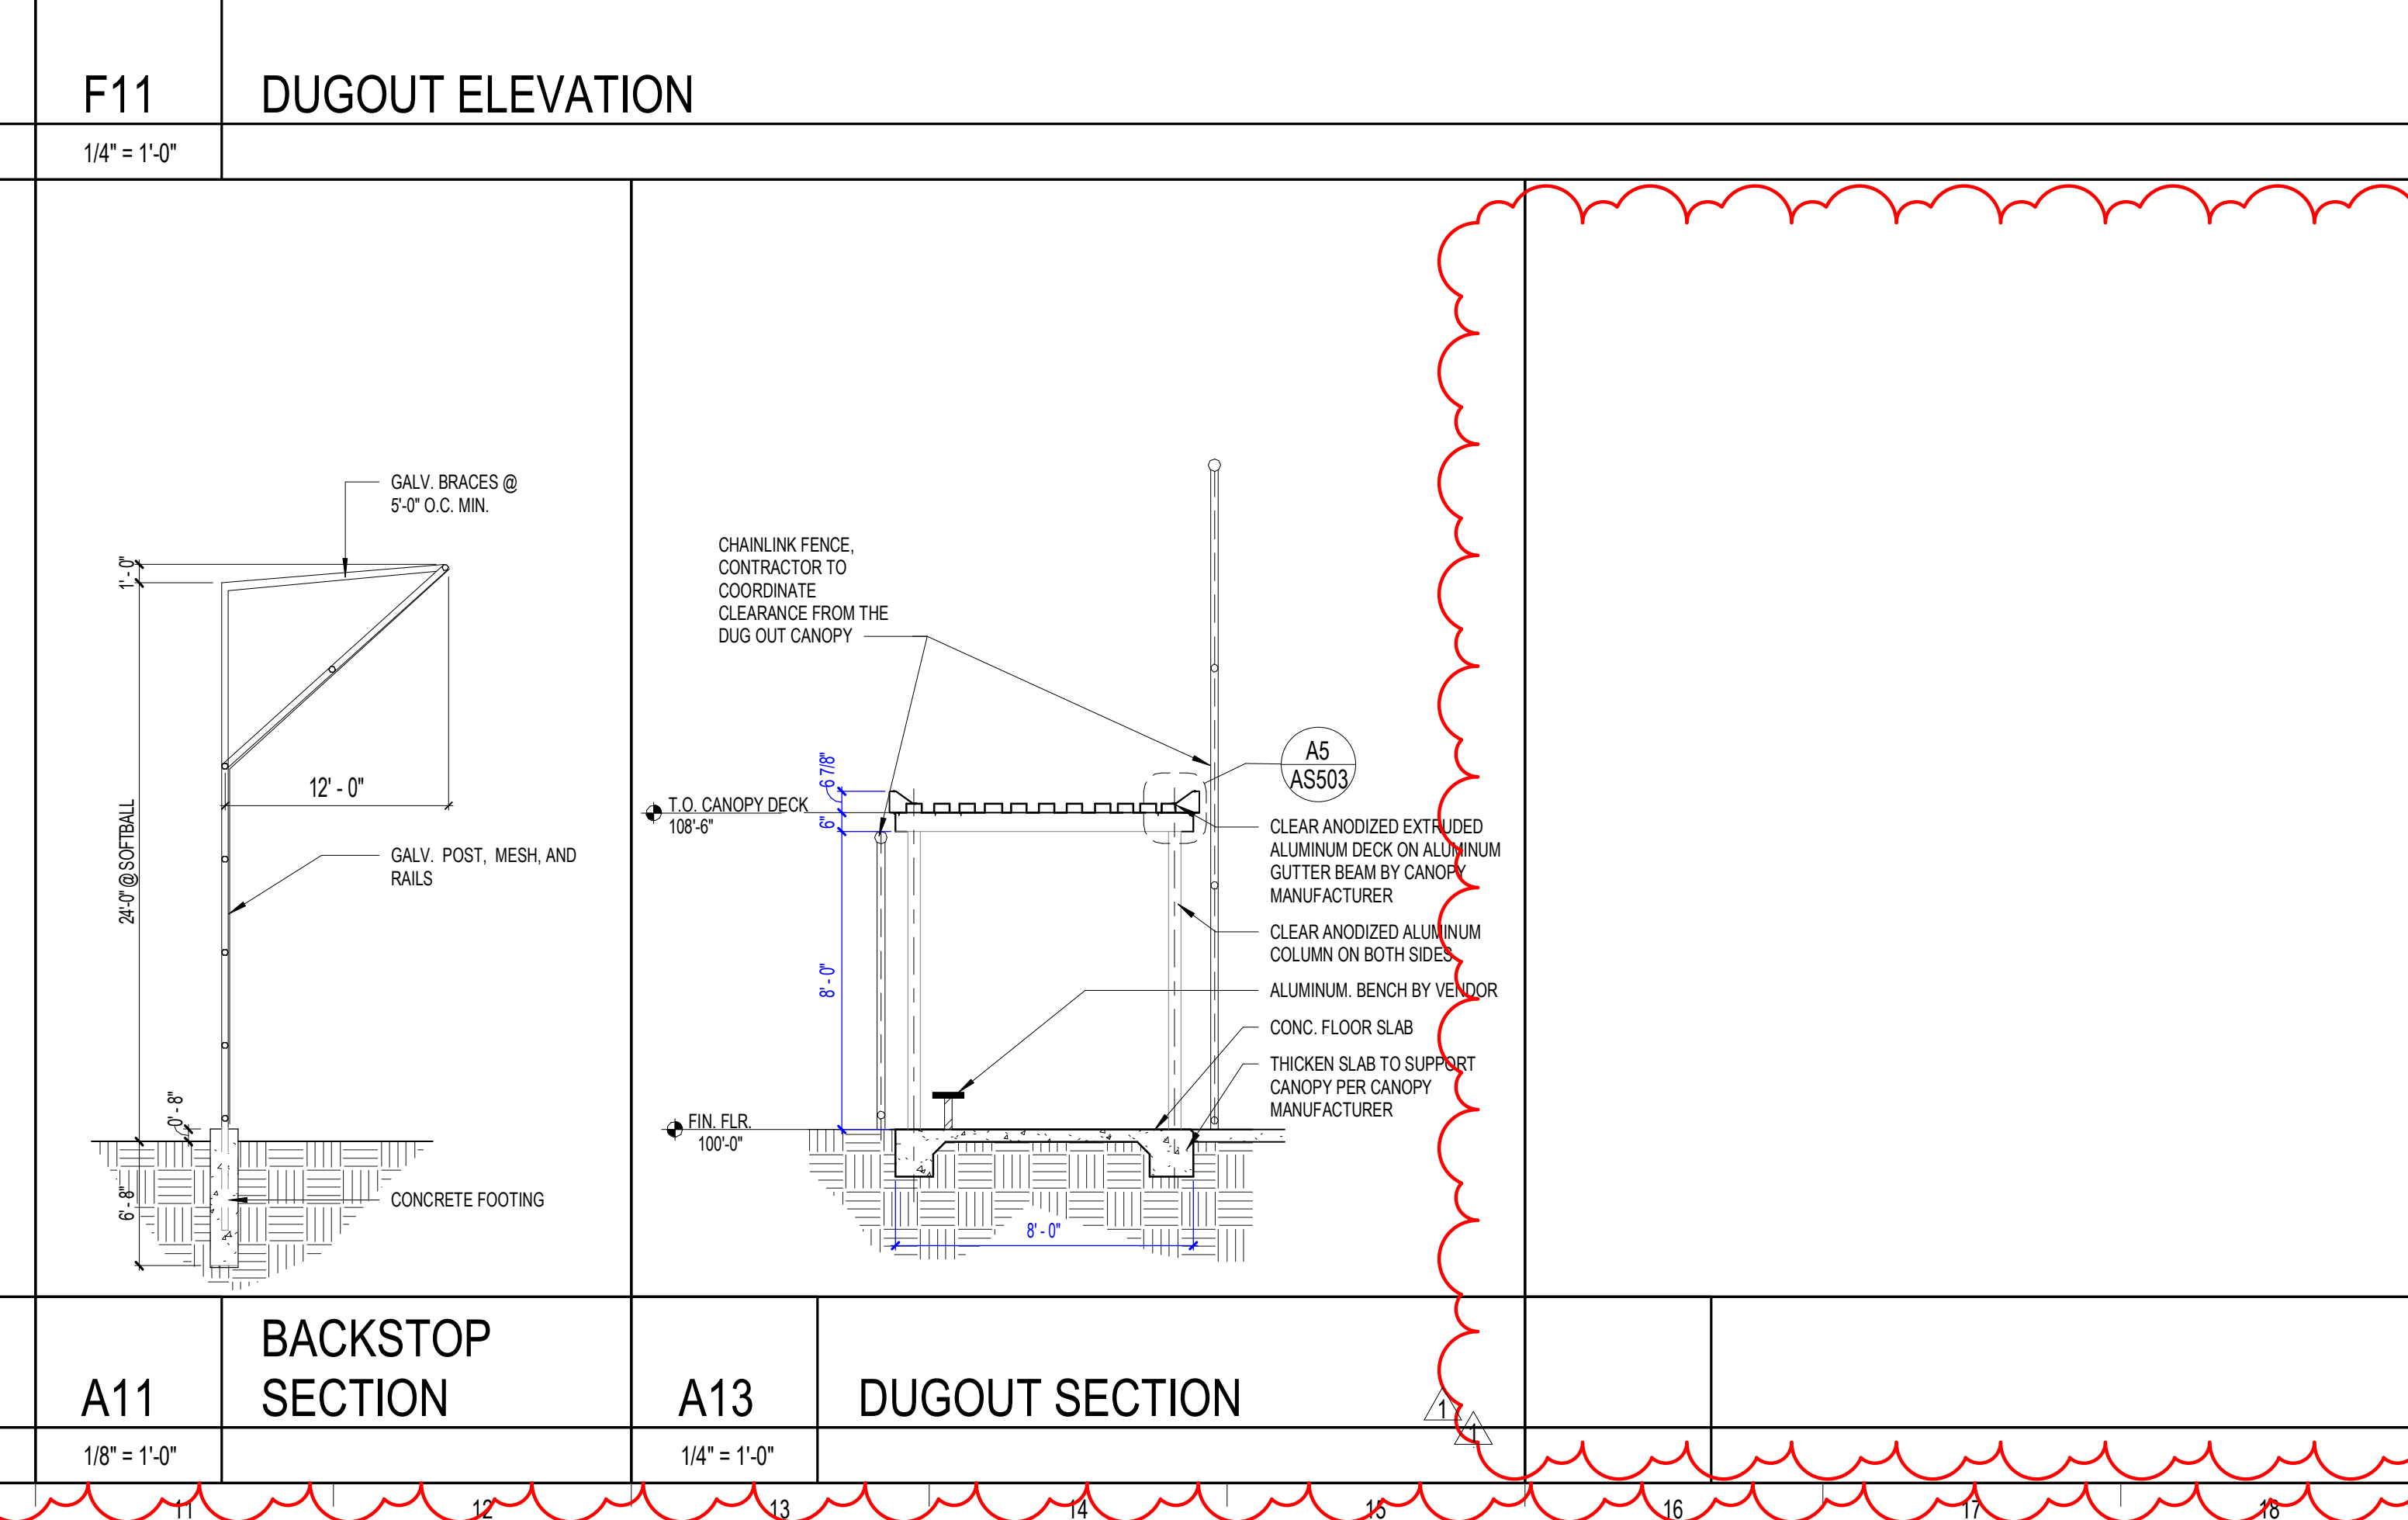 F11
DUGOUT ELEVATION
1/4" = 1'-0"
GALV. BRACES @
5'-0" O.C. MIN.
1' - 0"
12' - 0"
24'-0" @ SOFTBALL
GALV. POST, MESH, AND
RAILS
0' - 8"
6' - 8"
CONCRETE FOOTING
CHAINLINK FENCE,
CONTRACTOR TO
COORDINATE
CLEARANCE FROM THE
DUG OUT CANOPY
A5
AS503
6 7/8"
6"
T.O. CANOPY DECK
108'-6"
8' - 0"
CLEAR ANODIZED EXTRUDED
ALUMINUM DECK ON ALUMINUM
GUTTER BEAM BY CANOPY
MANUFACTURER
CLEAR ANODIZED ALUMINUM
COLUMN ON BOTH SIDES
ALUMINUM. BENCH BY VENDOR
CONC. FLOOR SLAB
THICKEN SLAB TO SUPPORT
CANOPY PER CANOPY
MANUFACTURER
FIN. FLR.
100'-0"
8' - 0"
A11
BACKSTOP
SECTION
1/8" = 1'-0"
A13
DUGOUT SECTION
1/4" = 1'-0"
1
1
11
12
13
14
15
16
17
18